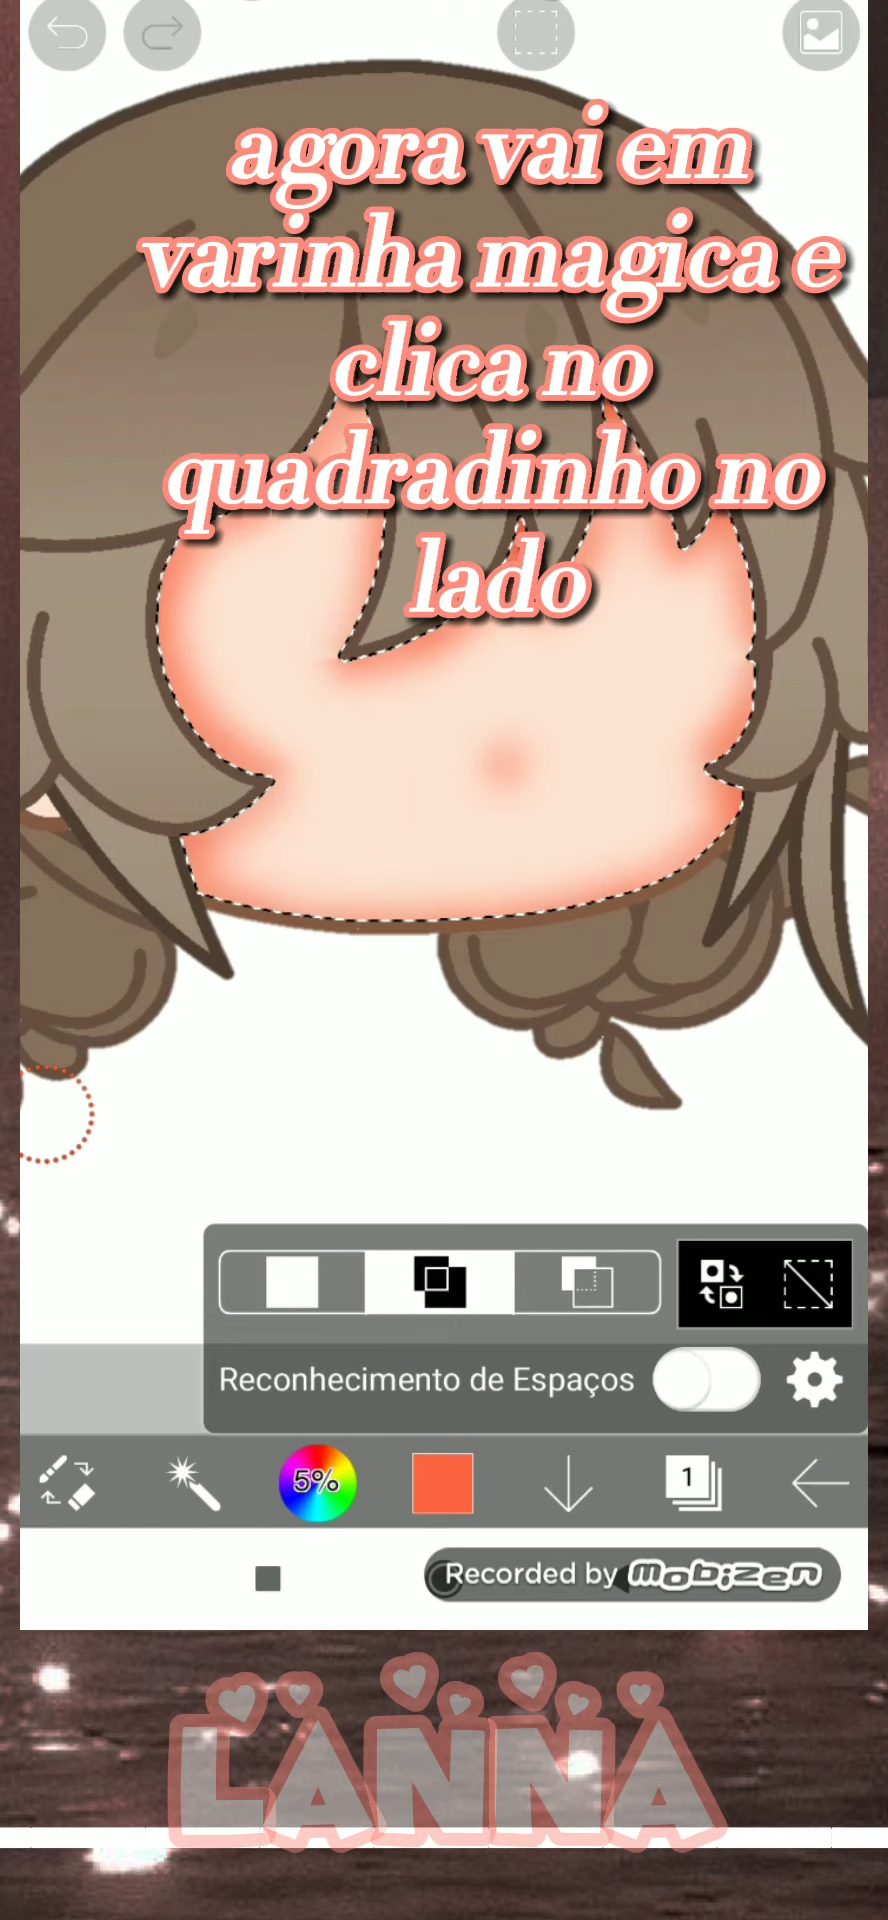 agora vai em
varinha magica e
clica no
quadradinho no
lado
Reconhecimento de Espaços
5%
1
Recorded by mobizen
LANNA